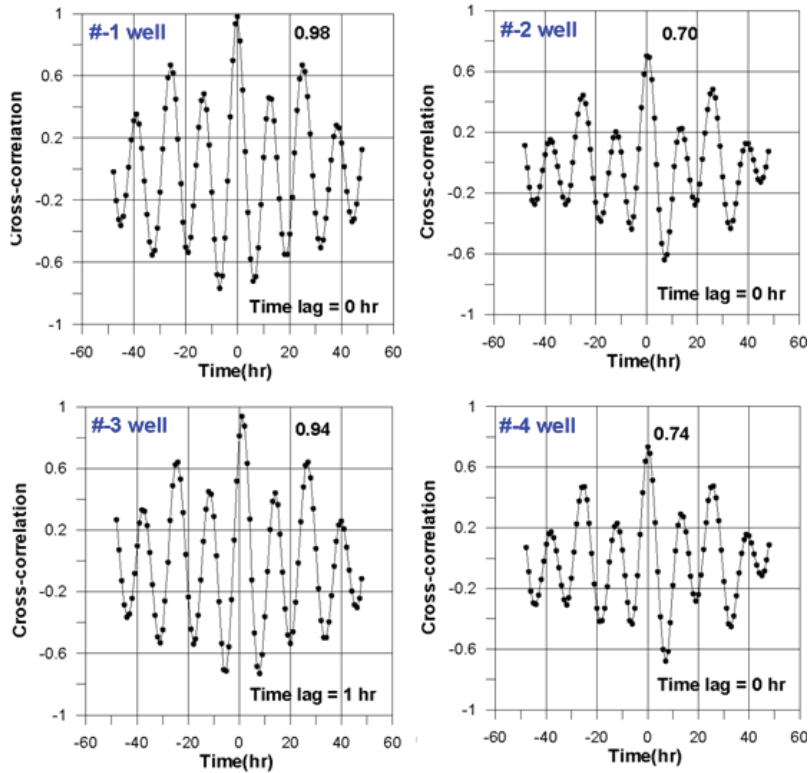 #-1 well
0.98
Cross-correlation
1
0.6
0.2
-0.2
-0.6
-1
Time lag = 0 hr
-60 -40 -20 0 20 40 60
Time(hr)
#-2 well
0.70
Cross-correlation
1
0.6
0.2
-0.2
-0.6
-1
Time lag = 0 hr
-60 -40 -20 0 20 40 60
Time(hr)
#-3 well
0.94
Cross-correlation
1
0.6
0.2
-0.2
-0.6
-1
Time lag = 1 hr
-60 -40 -20 0 20 40 60
Time(hr)
#-4 well
0.74
Cross-correlation
1
0.6
0.2
-0.2
-0.6
-1
Time lag = 0 hr
-60 -40 -20 0 20 40 60
Time(hr)